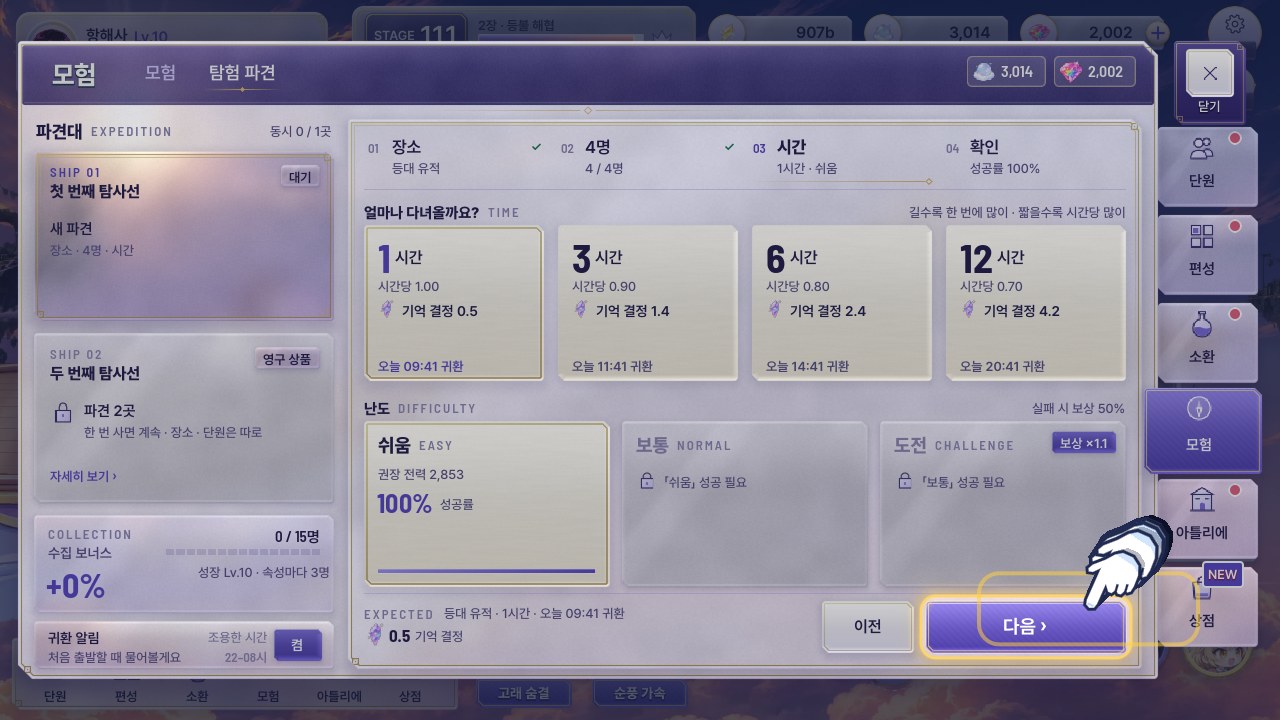 항해사 Lv.10
STAGE 111
2장 · 등불 해협
907b
3,014
2,002
모험
모험
탐험 파견
3,014
2,002
닫기
파견대 EXPEDITION
동시 0 / 1곳
SHIP 01
첫 번째 탐사선
대기
새 파견
장소 · 4명 · 시간
SHIP 02
두 번째 탐사선
영구 상품
파견 2곳
한 번 사면 계속 · 장소 · 단원은 따로
자세히 보기 ›
COLLECTION
수집 보너스
0 / 15명
+0%
성장 Lv.10 · 속성마다 3명
귀환 알림
처음 출발할 때 물어볼게요
조용한 시간
22–08시
켬
01 장소
등대 유적
02 4명
4 / 4명
03 시간
1시간 · 쉬움
04 확인
성공률 100%
얼마나 다녀올까요? TIME
길수록 한 번에 많이 · 짧을수록 시간당 많이
1 시간
시간당 1.00
기억 결정 0.5
오늘 09:41 귀환
3 시간
시간당 0.90
기억 결정 1.4
오늘 11:41 귀환
6 시간
시간당 0.80
기억 결정 2.4
오늘 14:41 귀환
12 시간
시간당 0.70
기억 결정 4.2
오늘 20:41 귀환
난도 DIFFICULTY
실패 시 보상 50%
쉬움 EASY
권장 전력 2,853
100% 성공률
보통 NORMAL
「쉬움」 성공 필요
도전 CHALLENGE
보상 ×1.1
「보통」 성공 필요
EXPECTED 등대 유적 · 1시간 · 오늘 09:41 귀환
0.5 기억 결정
이전
다음 ›
단원
편성
소환
모험
아틀리에
NEW
상점
단원
편성
소환
모험
아틀리에
상점
고래 숨결
순풍 가속